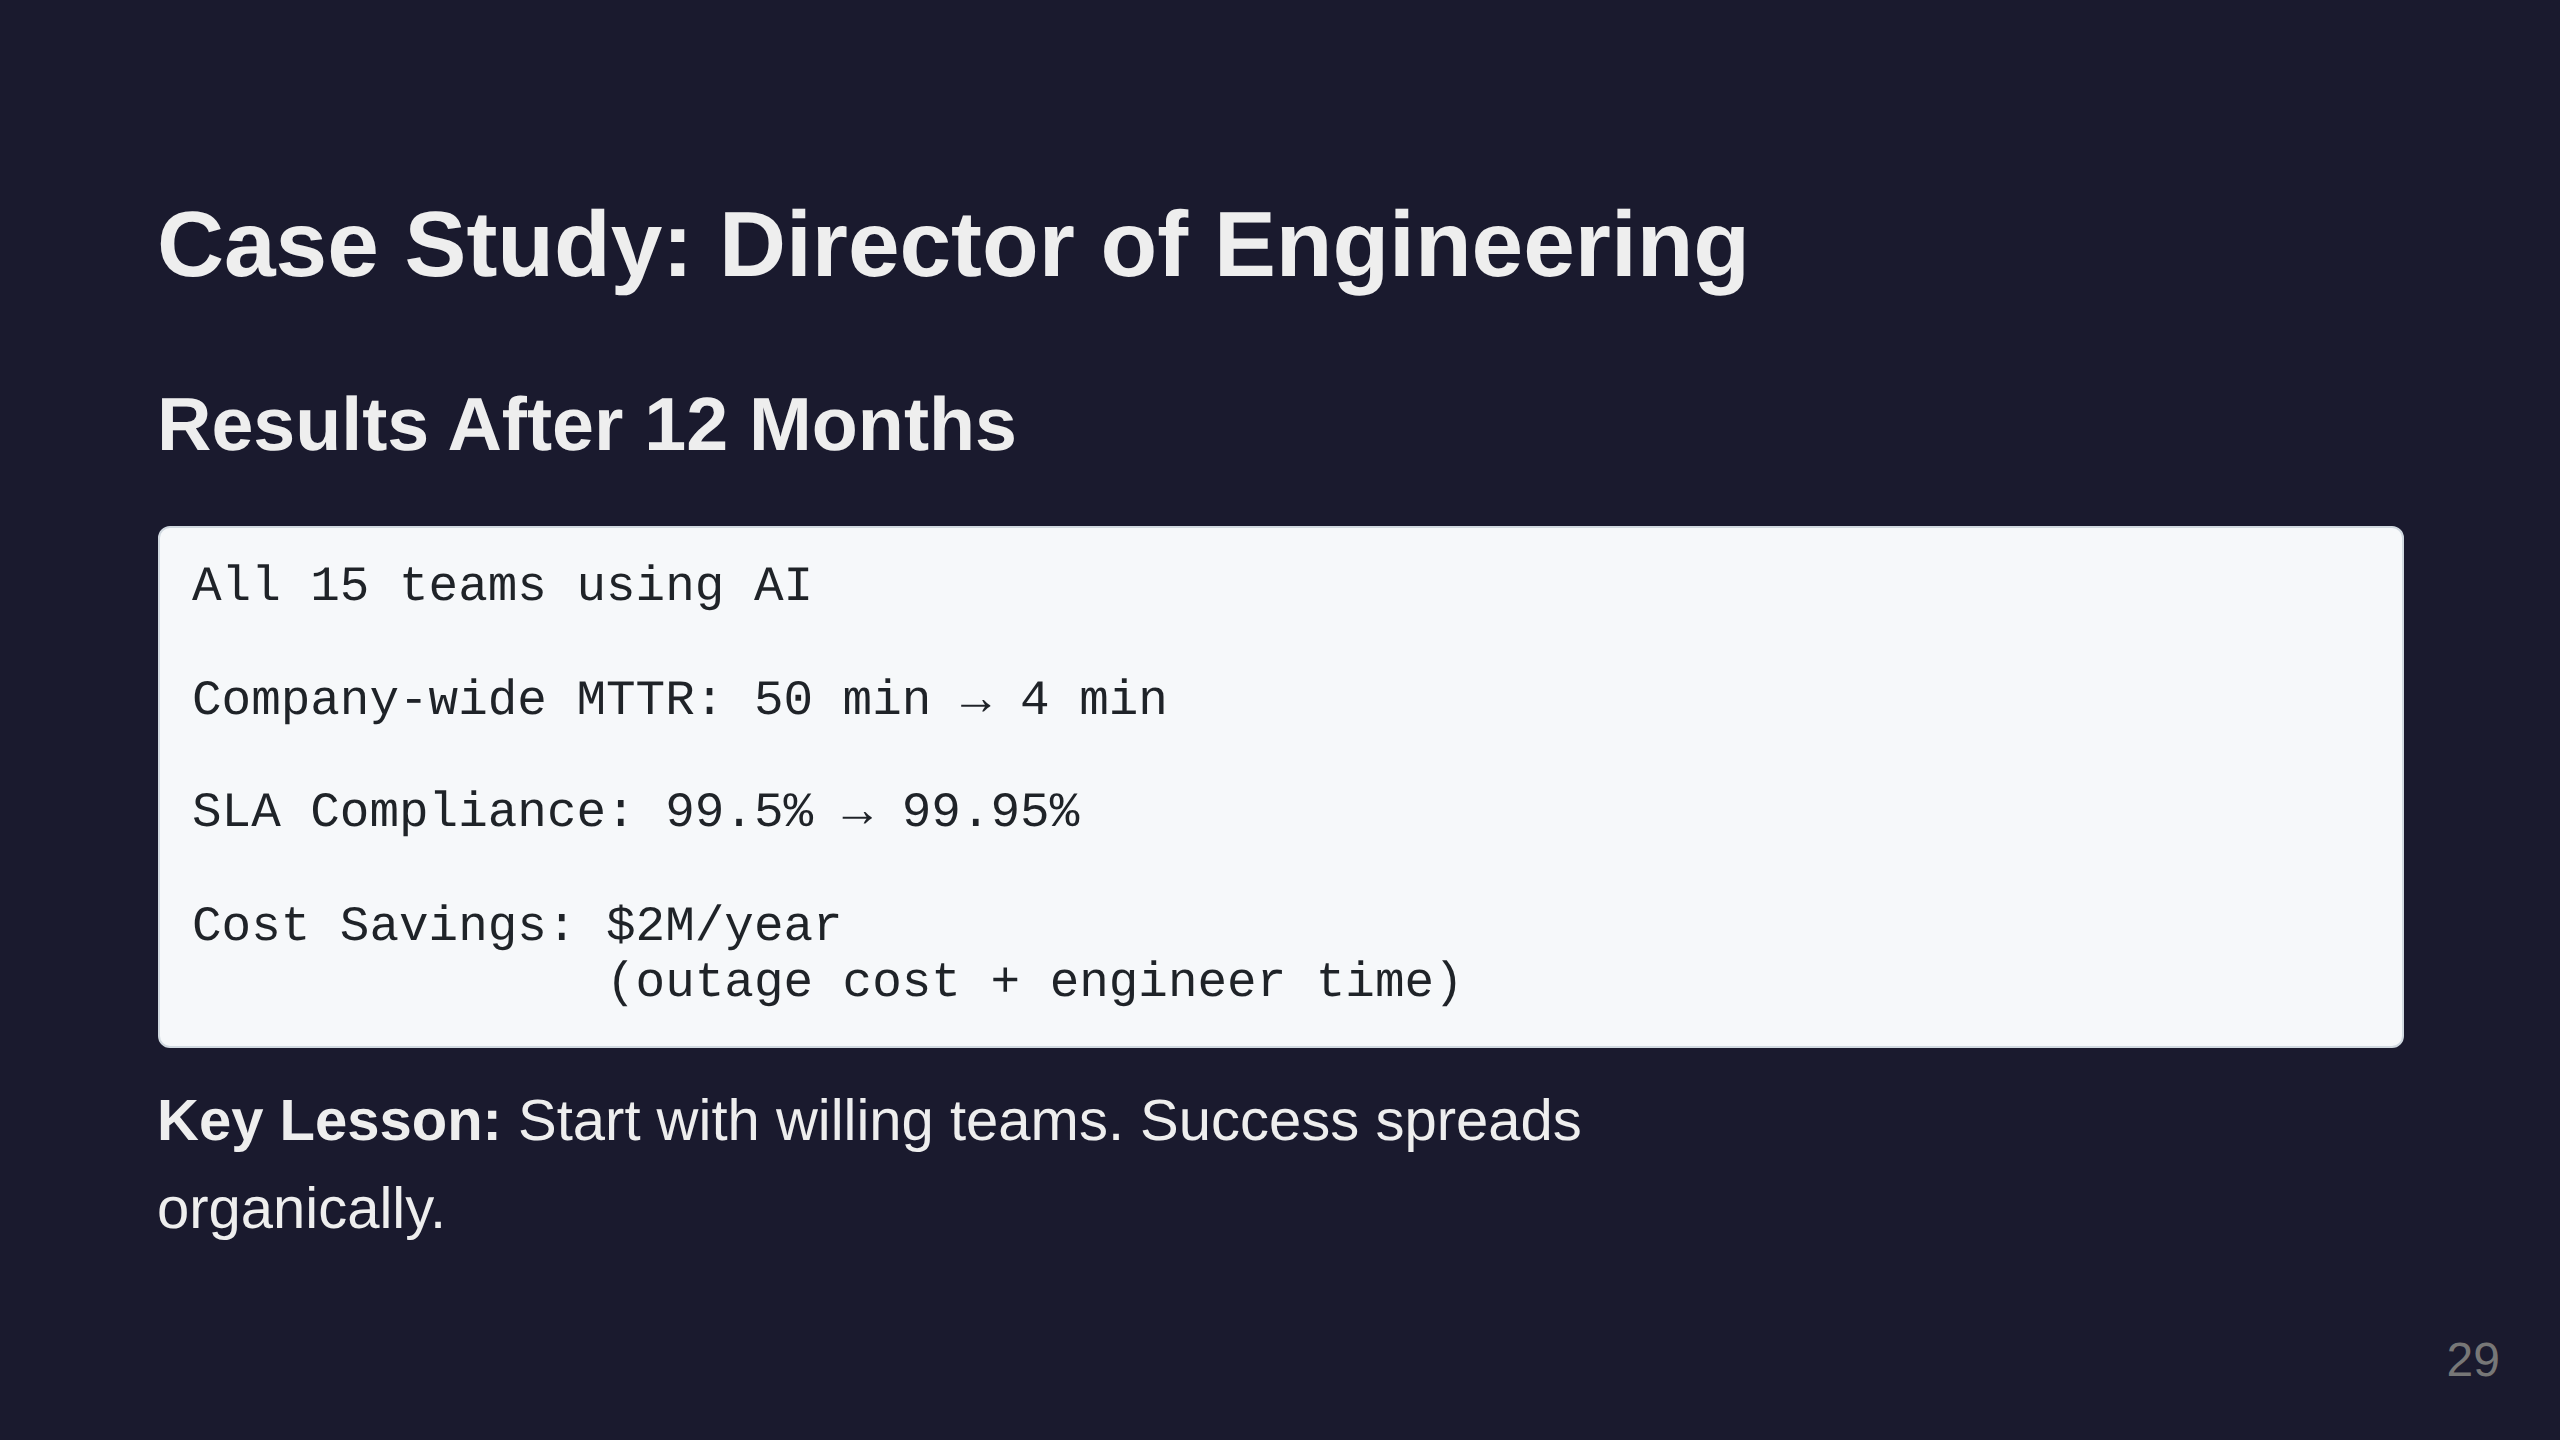 Case Study: Director of Engineering
Results After 12 Months
All 15 teams using AI
Company-wide MTTR: 50 min → 4 min
SLA Compliance: 99.5% → 99.95%
Cost Savings: $2M/year
(outage cost + engineer time)
Key Lesson: Start with willing teams. Success spreads
organically.
29